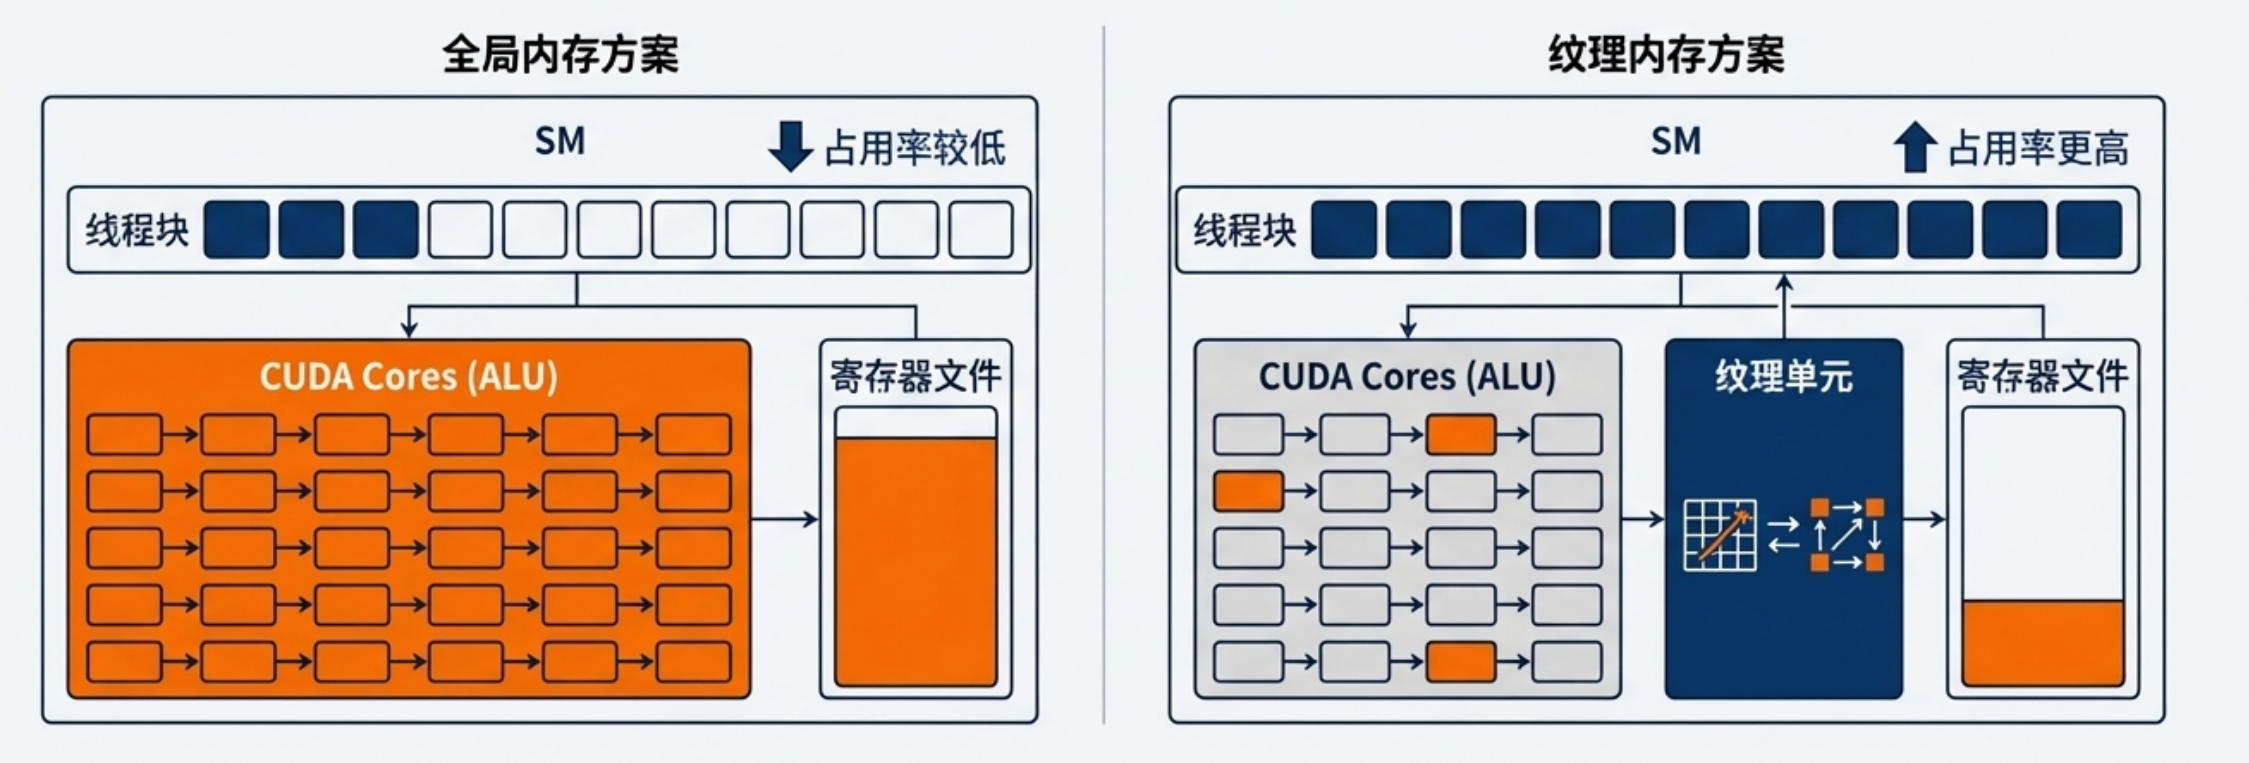 全局内存方案
SM
占用率较低
线程块
CUDA Cores (ALU)
寄存器文件
纹理内存方案
SM
占用率更高
线程块
CUDA Cores (ALU)
纹理单元
寄存器文件